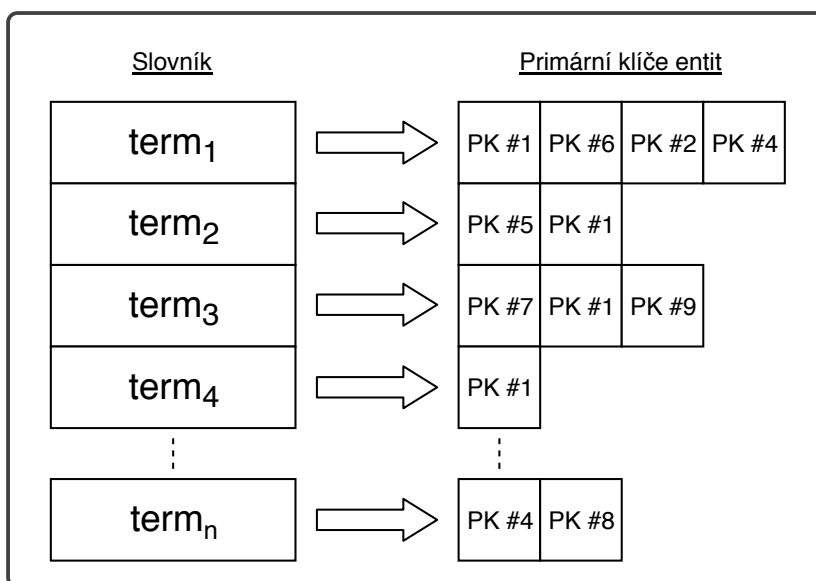 Slovník Primární klíče entit
term₁ PK #1 PK #6 PK #2 PK #4
term₂ PK #5 PK #1
term₃ PK #7 PK #1 PK #9
term₄ PK #1
termₙ PK #4 PK #8